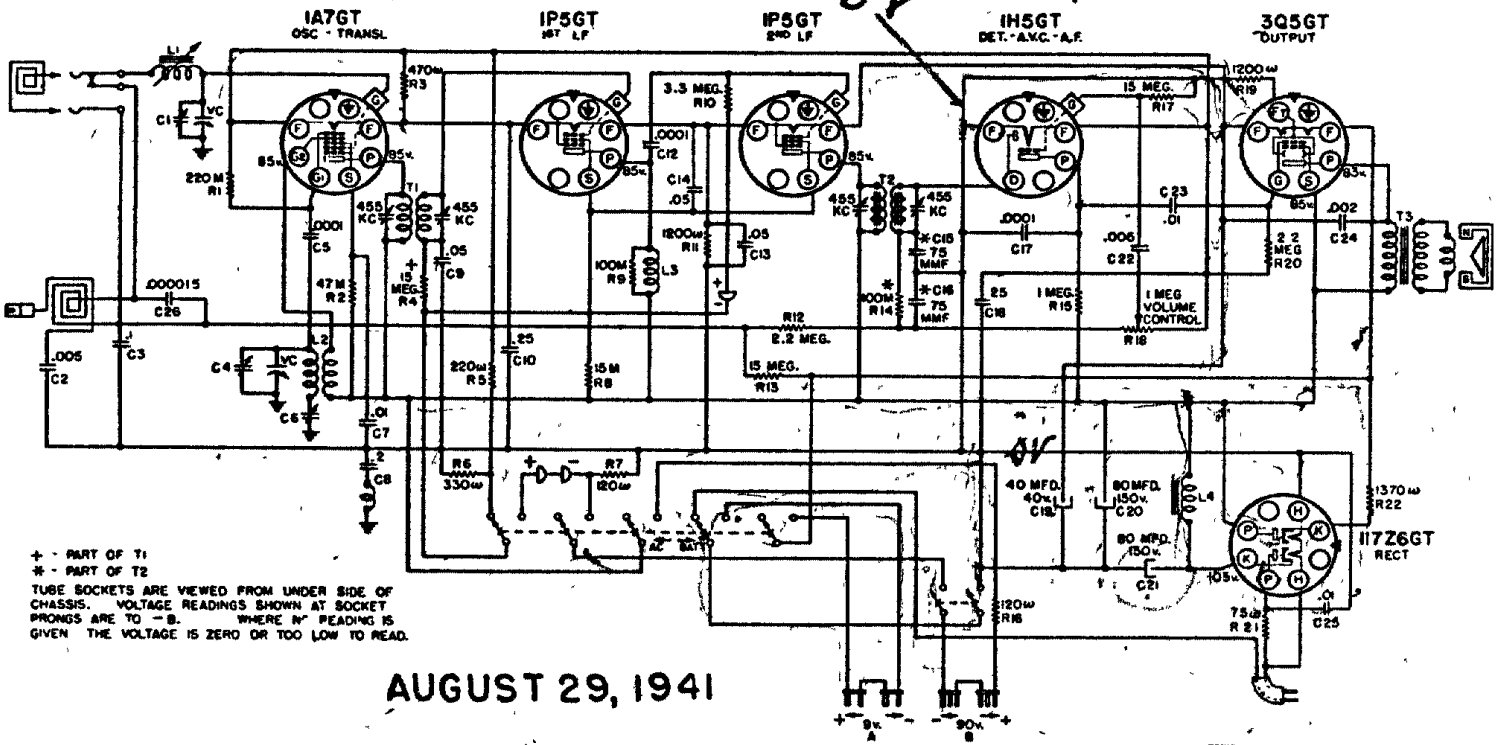 1A7GT
OSC - TRANSL
1P5GT
1ST I.F
1P5GT
2ND I.F
1H5GT
DET.-A.V.C.-A.F.
3Q5GT
OUTPUT
L1
470ω
R3
3.3 MEG.
R10
15 MEG.
R17
1200ω
R19
C1
VC
G
G
G
G
F
F
F
F
F
F
F
F
F
G2
P
G1
S
P
S
P
S
D
P
G
S
85v.
85v.
85v.
85v.
83v.
85v.
220M
R1
.0001
C5
T1
455
KC
455
KC
.05
C9
+
15
MEG
R4
.0001
C12
C14
.05
1200ω
R11
.05
C13
100M
R9
L3
455
KC
T2
455
KC
*C15
75
MMF
*C16
75
MMF
*
100M
R14
.0001
C17
.006
C22
C23
.01
2.2
MEG
R20
.002
C24
T3
.000015
C26
47M
R2
L2
.005
C2
C3
C4
VC
C6
.01
C7
.2
C8
220ω
R5
.25
C10
15M
R8
R12
2.2 MEG.
15 MEG.
R13
.25
C18
1 MEG
R15
1 MEG
VOLUME
CONTROL
R18
0V
R6
330ω
+ -
R7
120ω
AC
BATT
40 MFD.
40v.
C19
80 MFD.
150v.
C20
L4
80 MFD.
150v.
C21
105v.
P
H
K
K
P
H
1370ω
R22
117Z6GT
RECT
75ω
R21
.01
C25
120ω
R16
+ - PART OF T1
* - PART OF T2
TUBE SOCKETS ARE VIEWED FROM UNDER SIDE OF
CHASSIS. VOLTAGE READINGS SHOWN AT SOCKET
PRONGS ARE TO -B. WHERE NO READING IS
GIVEN THE VOLTAGE IS ZERO OR TOO LOW TO READ.
AUGUST 29, 1941
+ 9v. -
A
- 90v. +
B